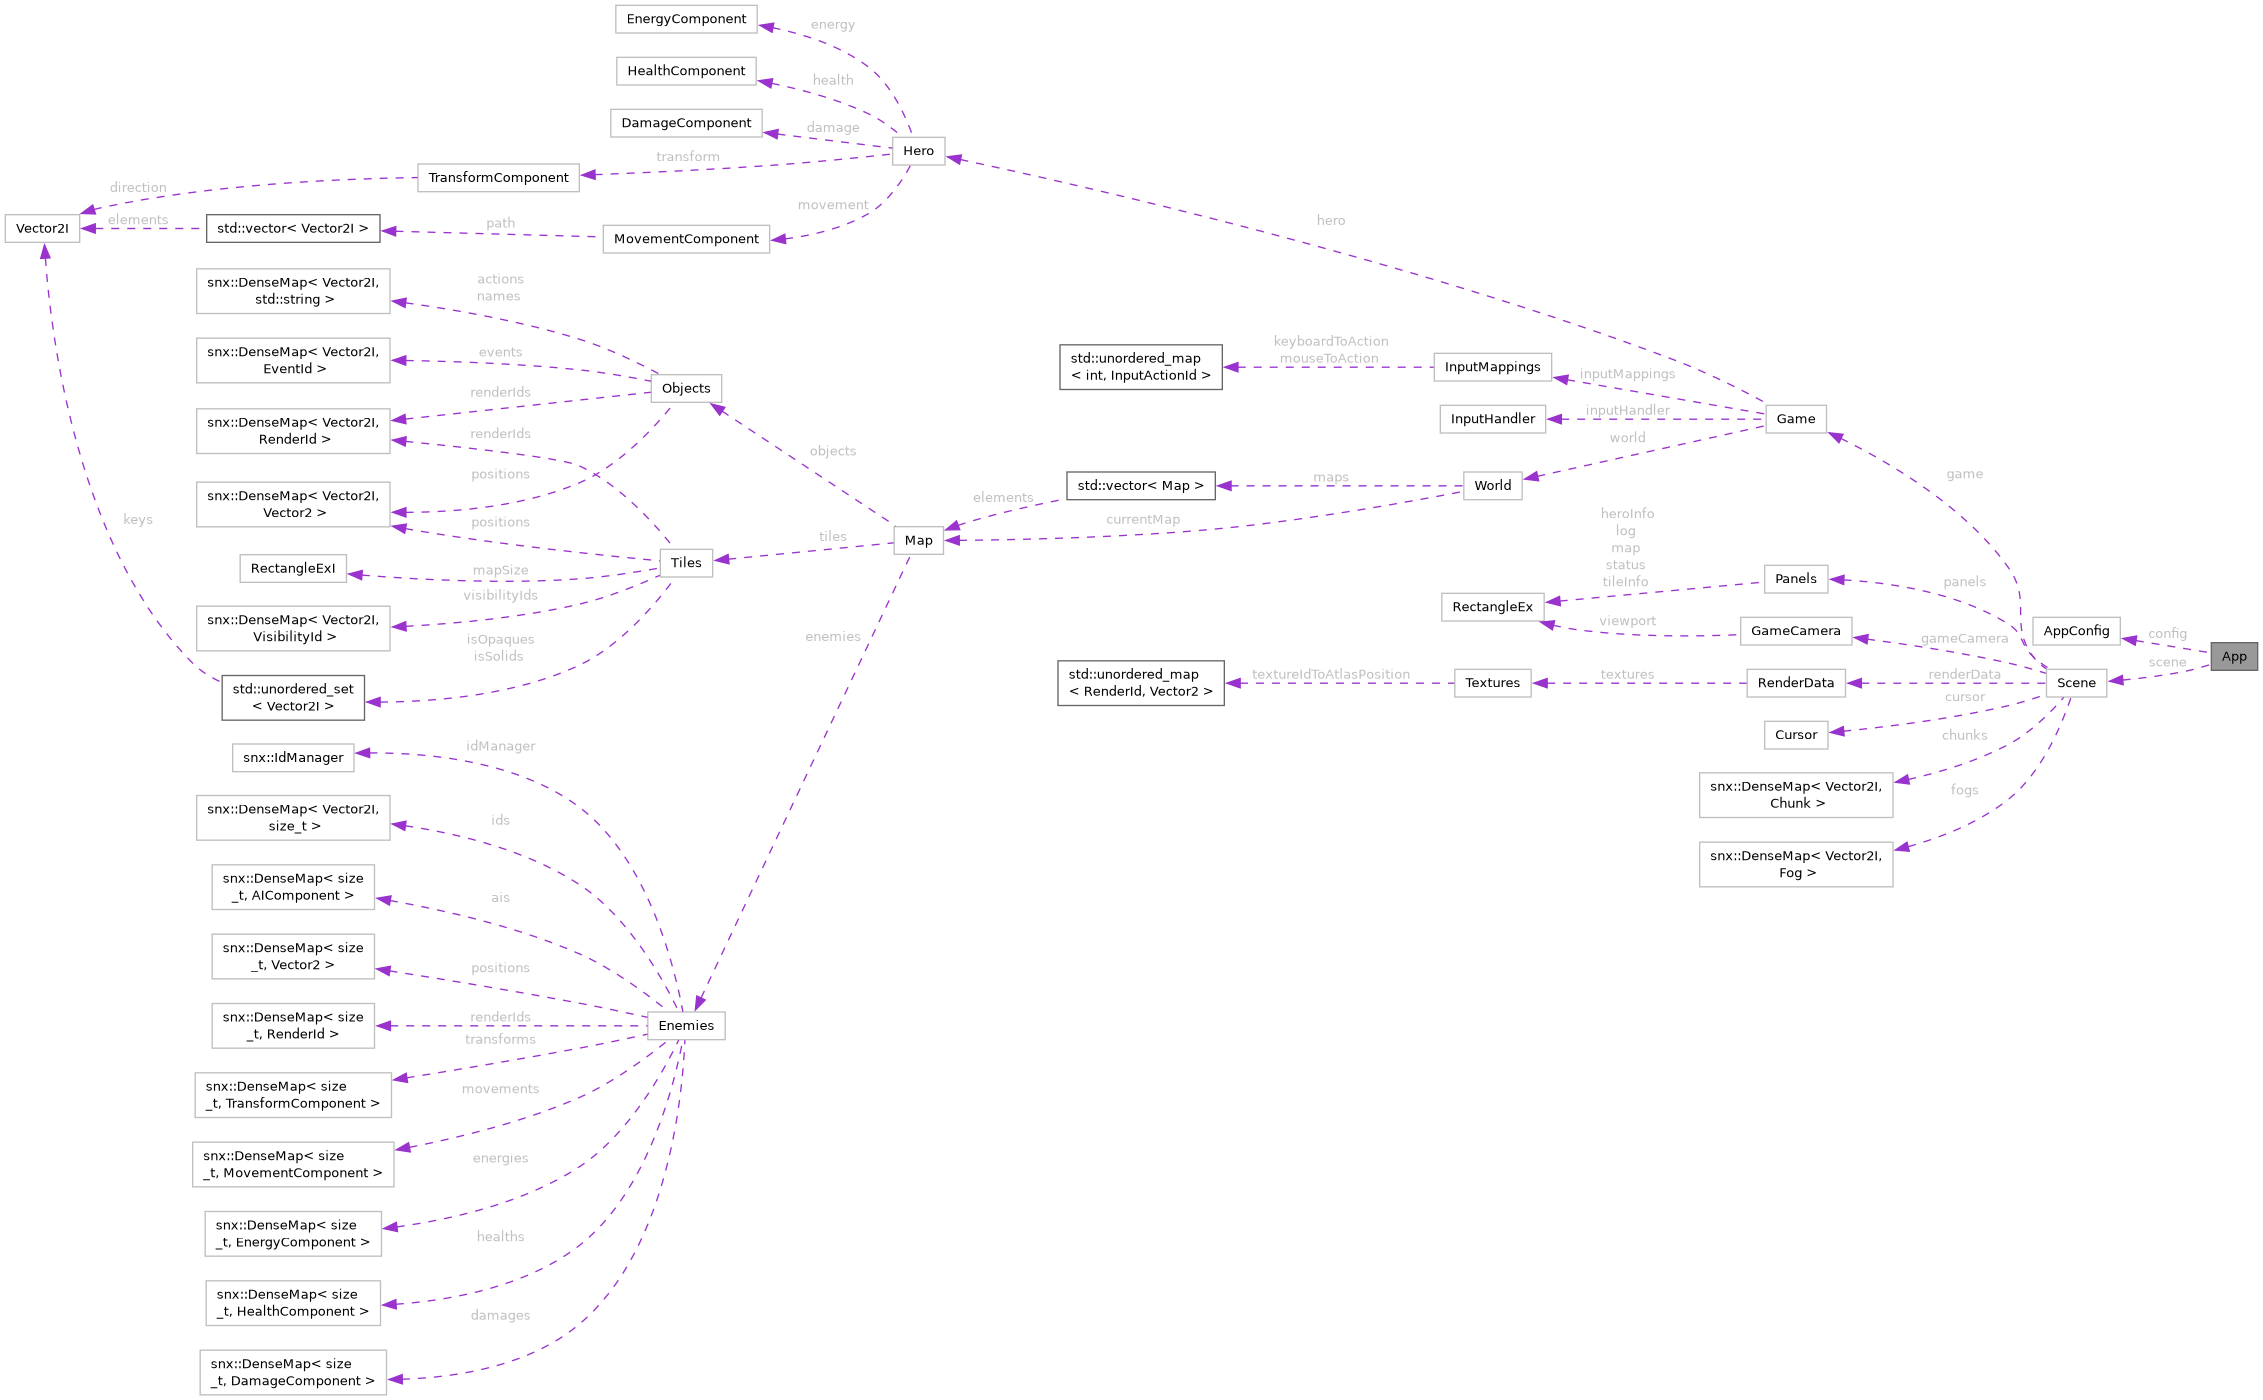 EnergyComponent
energy
HealthComponent
health
DamageComponent
damage
Hero
transform
TransformComponent
direction
movement
Vector2I
elements
std::vector< Vector2I >
path
MovementComponent
hero
snx::DenseMap< Vector2I,
std::string >
actions
names
snx::DenseMap< Vector2I,
EventId >
events
Objects
renderIds
snx::DenseMap< Vector2I,
RenderId >
renderIds
positions
snx::DenseMap< Vector2I,
Vector2 >
positions
objects
std::unordered_map
< int, InputActionId >
keyboardToAction
mouseToAction
InputMappings
inputMappings
InputHandler
inputHandler
Game
world
game
std::vector< Map >
maps
World
elements
currentMap
Map
tiles
Tiles
keys
RectangleExI
mapSize
visibilityIds
snx::DenseMap< Vector2I,
VisibilityId >
isOpaques
isSolids
std::unordered_set
< Vector2I >
enemies
heroInfo
log
map
status
tileInfo
Panels
panels
RectangleEx
viewport
GameCamera
gameCamera
AppConfig
config
App
scene
std::unordered_map
< RenderId, Vector2 >
textureIdToAtlasPosition
Textures
textures
RenderData
renderData
Scene
cursor
Cursor
chunks
snx::DenseMap< Vector2I,
Chunk >
fogs
snx::DenseMap< Vector2I,
Fog >
snx::IdManager
idManager
snx::DenseMap< Vector2I,
size_t >
ids
snx::DenseMap< size
_t, AIComponent >
ais
snx::DenseMap< size
_t, Vector2 >
positions
snx::DenseMap< size
_t, RenderId >
renderIds
Enemies
transforms
snx::DenseMap< size
_t, TransformComponent >
movements
snx::DenseMap< size
_t, MovementComponent >
energies
snx::DenseMap< size
_t, EnergyComponent >
healths
snx::DenseMap< size
_t, HealthComponent >
damages
snx::DenseMap< size
_t, DamageComponent >